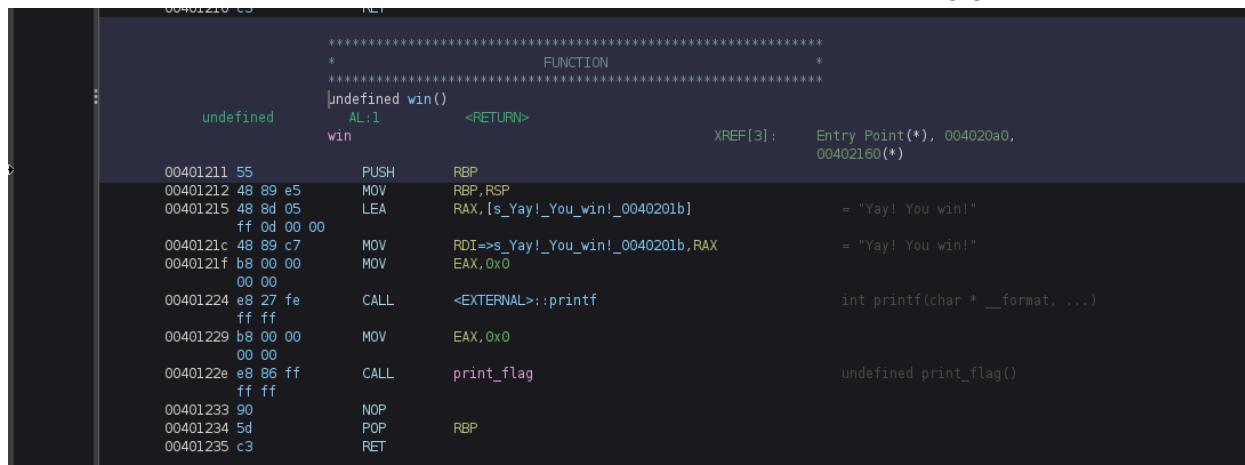 00401210 c3 RET
**************************************************************
* FUNCTION *
**************************************************************
undefined win()
undefined AL:1 <RETURN>
win XREF[3]: Entry Point(*), 004020a0,
00402160(*)
00401211 55 PUSH RBP
00401212 48 89 e5 MOV RBP,RSP
00401215 48 8d 05 LEA RAX,[s_Yay!_You_win!_0040201b] = "Yay! You win!"
ff 0d 00 00
0040121c 48 89 c7 MOV RDI=>s_Yay!_You_win!_0040201b,RAX = "Yay! You win!"
0040121f b8 00 00 MOV EAX,0x0
00 00
00401224 e8 27 fe CALL <EXTERNAL>::printf int printf(char * __format, ...)
ff ff
00401229 b8 00 00 MOV EAX,0x0
00 00
0040122e e8 86 ff CALL print_flag undefined print_flag()
ff ff
00401233 90 NOP
00401234 5d POP RBP
00401235 c3 RET